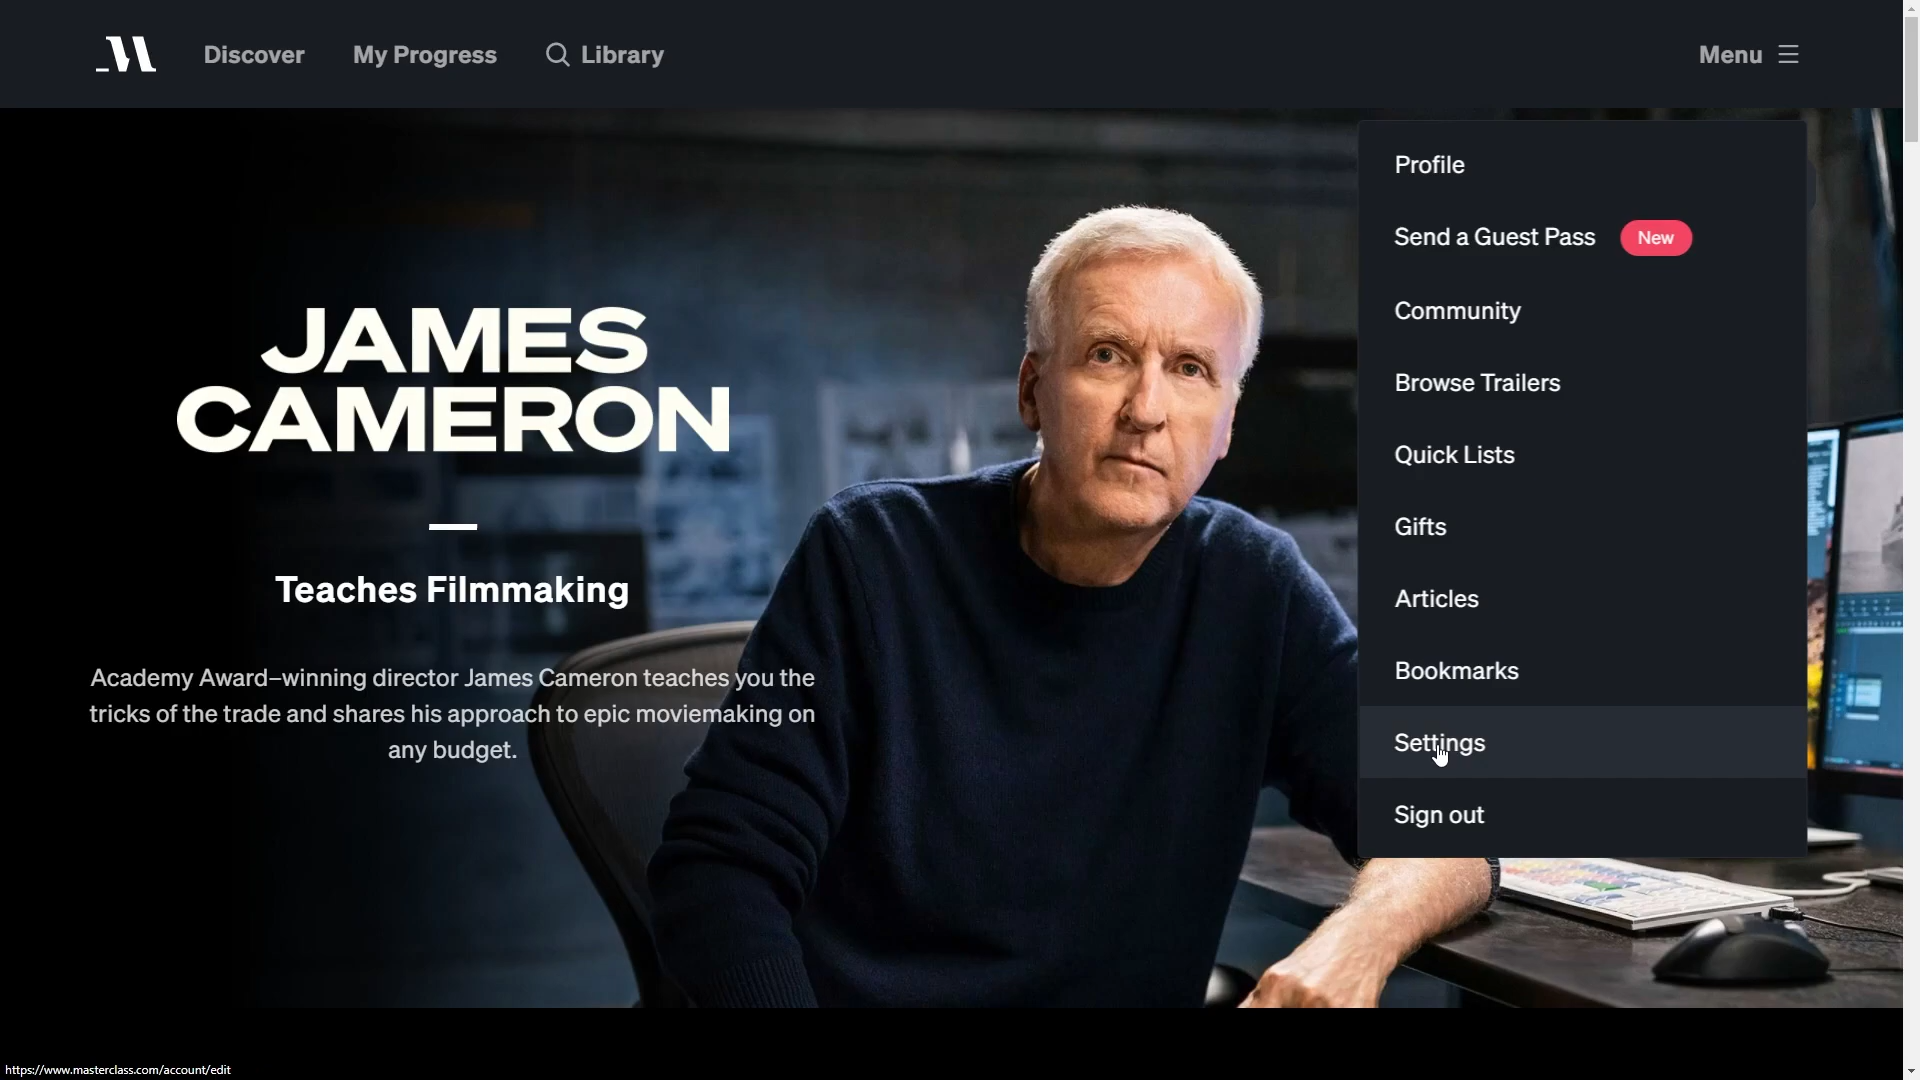 Discover
My Progress
Library
Menu
Profile
Send a Guest Pass
New
Community
Browse Trailers
Quick Lists
Gifts
Articles
Bookmarks
Settings
Sign out
JAMES
CAMERON
Teaches Filmmaking
Academy Award–winning director James Cameron teaches you the
tricks of the trade and shares his approach to epic moviemaking on
any budget.
https://www.masterclass.com/account/edit